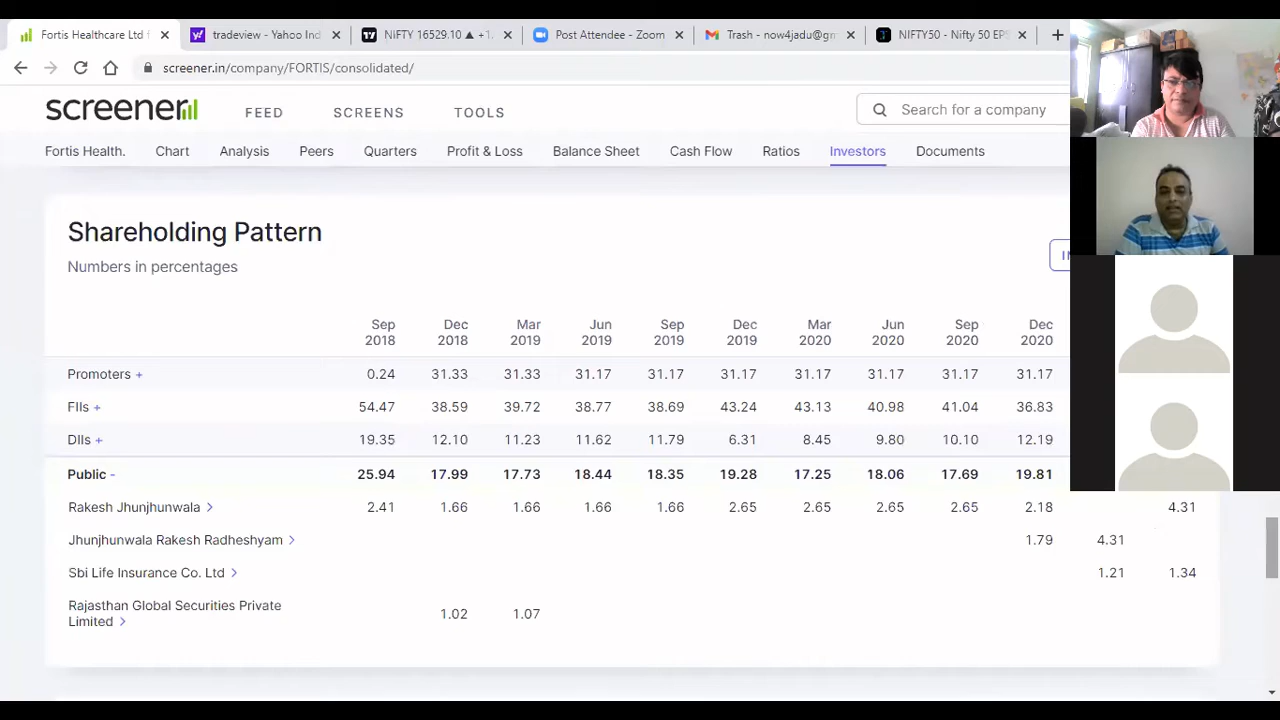 Fortis Healthcare Ltd f
tradeview - Yahoo Ind
NIFTY 16529.10 ▲ +1.
Post Attendee - Zoom
Trash - now4jadu@gm
NIFTY50 - Nifty 50 EPS
screener.in/company/FORTIS/consolidated/
screener
FEED SCREENS TOOLS
Search for a company
Fortis Health. Chart Analysis Peers Quarters Profit & Loss Balance Sheet Cash Flow Ratios Investors Documents
Shareholding Pattern
Numbers in percentages
Sep Dec Mar Jun Sep Dec Mar Jun Sep Dec
2018 2018 2019 2019 2019 2019 2020 2020 2020 2020
Promoters + 0.24 31.33 31.33 31.17 31.17 31.17 31.17 31.17 31.17 31.17
FIIs + 54.47 38.59 39.72 38.77 38.69 43.24 43.13 40.98 41.04 36.83
DIIs + 19.35 12.10 11.23 11.62 11.79 6.31 8.45 9.80 10.10 12.19
Public - 25.94 17.99 17.73 18.44 18.35 19.28 17.25 18.06 17.69 19.81
Rakesh Jhunjhunwala 2.41 1.66 1.66 1.66 1.66 2.65 2.65 2.65 2.65 2.18 4.31
Jhunjhunwala Rakesh Radheshyam 1.79 4.31
Sbi Life Insurance Co. Ltd 1.21 1.34
Rajasthan Global Securities Private
Limited 1.02 1.07